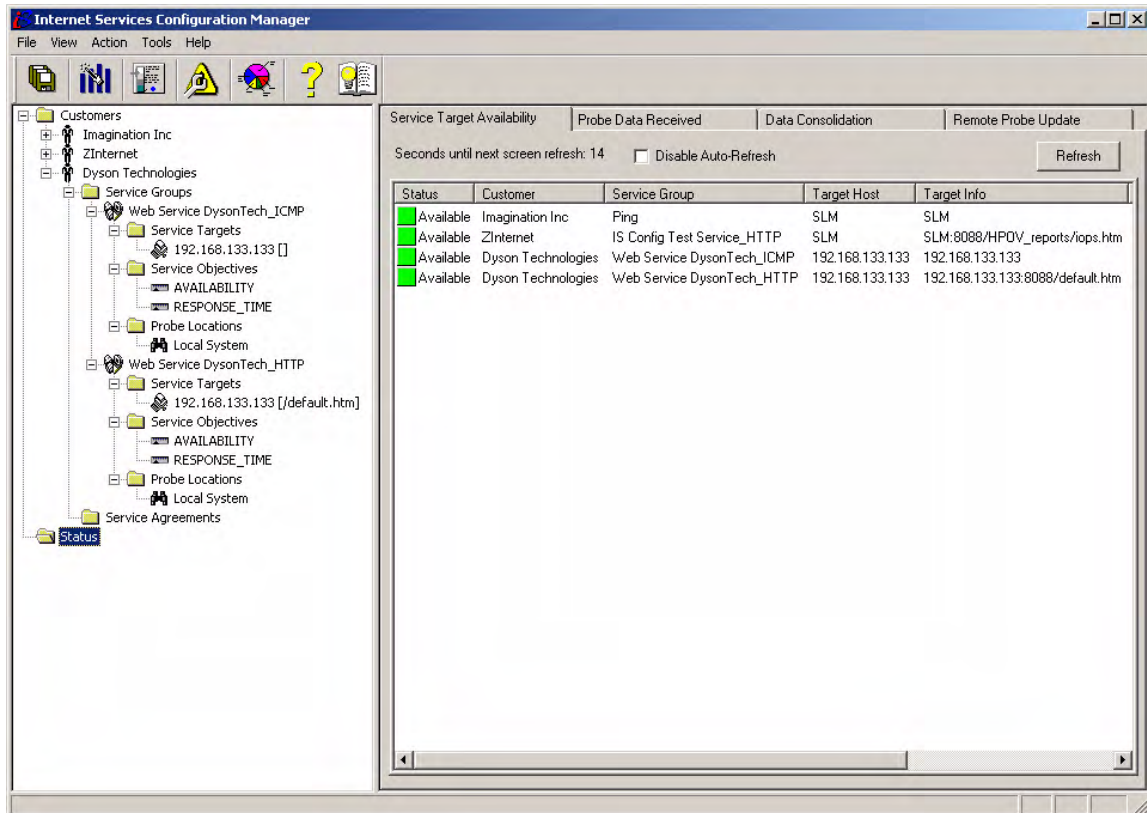 Internet Services Configuration Manager
File View Action Tools Help
Customers
Imagination Inc
ZInternet
Dyson Technologies
Service Groups
Web Service DysonTech_ICMP
Service Targets
192.168.133.133 []
Service Objectives
AVAILABILITY
RESPONSE_TIME
Probe Locations
Local System
Web Service DysonTech_HTTP
Service Targets
192.168.133.133 [/default.htm]
Service Objectives
AVAILABILITY
RESPONSE_TIME
Probe Locations
Local System
Service Agreements
Status
Service Target Availability Probe Data Received Data Consolidation Remote Probe Update
Seconds until next screen refresh: 14 Disable Auto-Refresh Refresh
Status Customer Service Group Target Host Target Info
Available Imagination Inc Ping SLM SLM
Available ZInternet IS Config Test Service_HTTP SLM SLM:8088/HPOV_reports/iops.htm
Available Dyson Technologies Web Service DysonTech_ICMP 192.168.133.133 192.168.133.133
Available Dyson Technologies Web Service DysonTech_HTTP 192.168.133.133 192.168.133.133:8088/default.htm